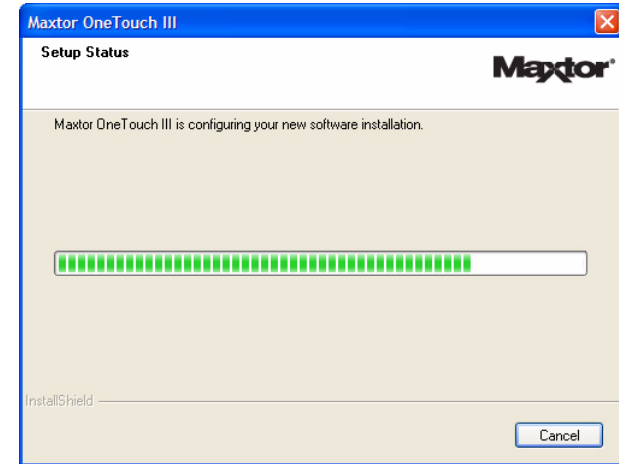 Maxtor OneTouch III
Setup Status
Maxtor
Maxtor OneTouch III is configuring your new software installation.
InstallShield
Cancel